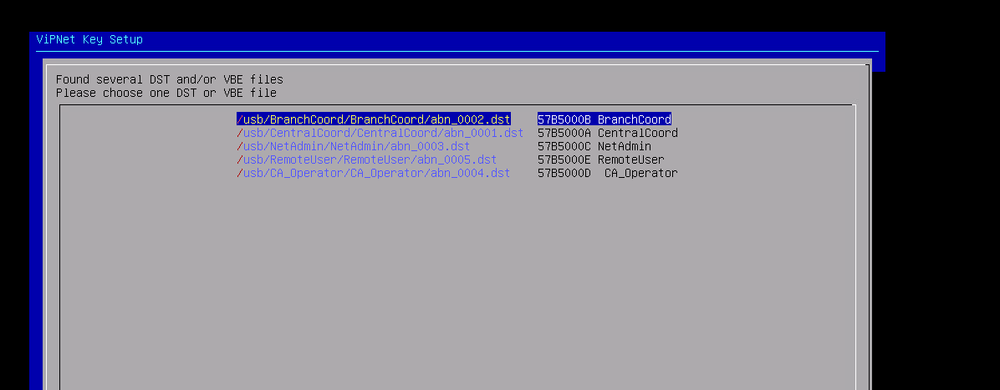 ViPNet Key Setup
Found several DST and/or VBE files
Please choose one DST or VBE file
/usb/BranchCoord/BranchCoord/abn_0002.dst 57B5000B BranchCoord
/usb/CentralCoord/CentralCoord/abn_0001.dst 57B5000A CentralCoord
/usb/NetAdmin/NetAdmin/abn_0003.dst 57B5000C NetAdmin
/usb/RemoteUser/RemoteUser/abn_0005.dst 57B5000E RemoteUser
/usb/CA_Operator/CA_Operator/abn_0004.dst 57B5000D CA_Operator